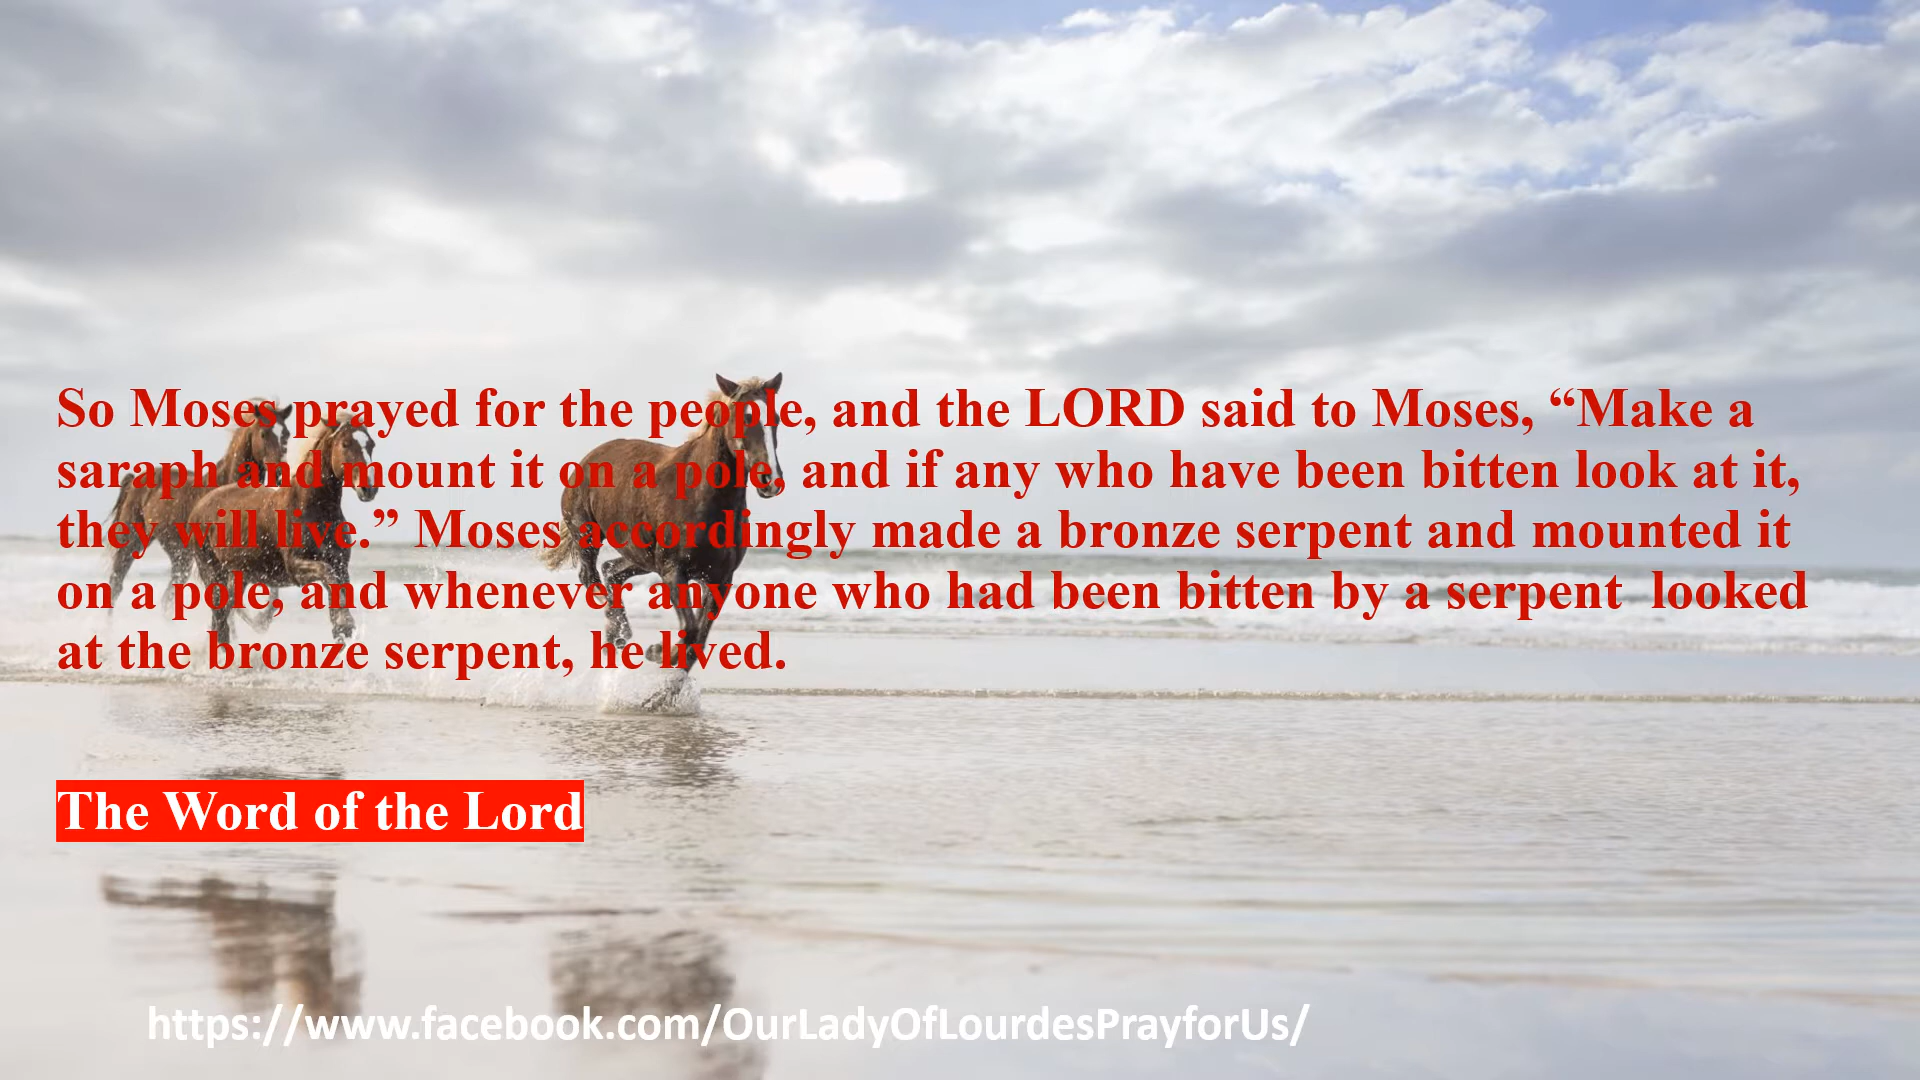 So Moses prayed for the people, and the LORD said to Moses, “Make a
saraph and mount it on a pole, and if any who have been bitten look at it,
they will live.” Moses accordingly made a bronze serpent and mounted it
on a pole, and whenever anyone who had been bitten by a serpent  looked
at the bronze serpent, he lived.
The Word of the Lord
https://www.facebook.com/OurLadyOfLourdesPrayforUs/